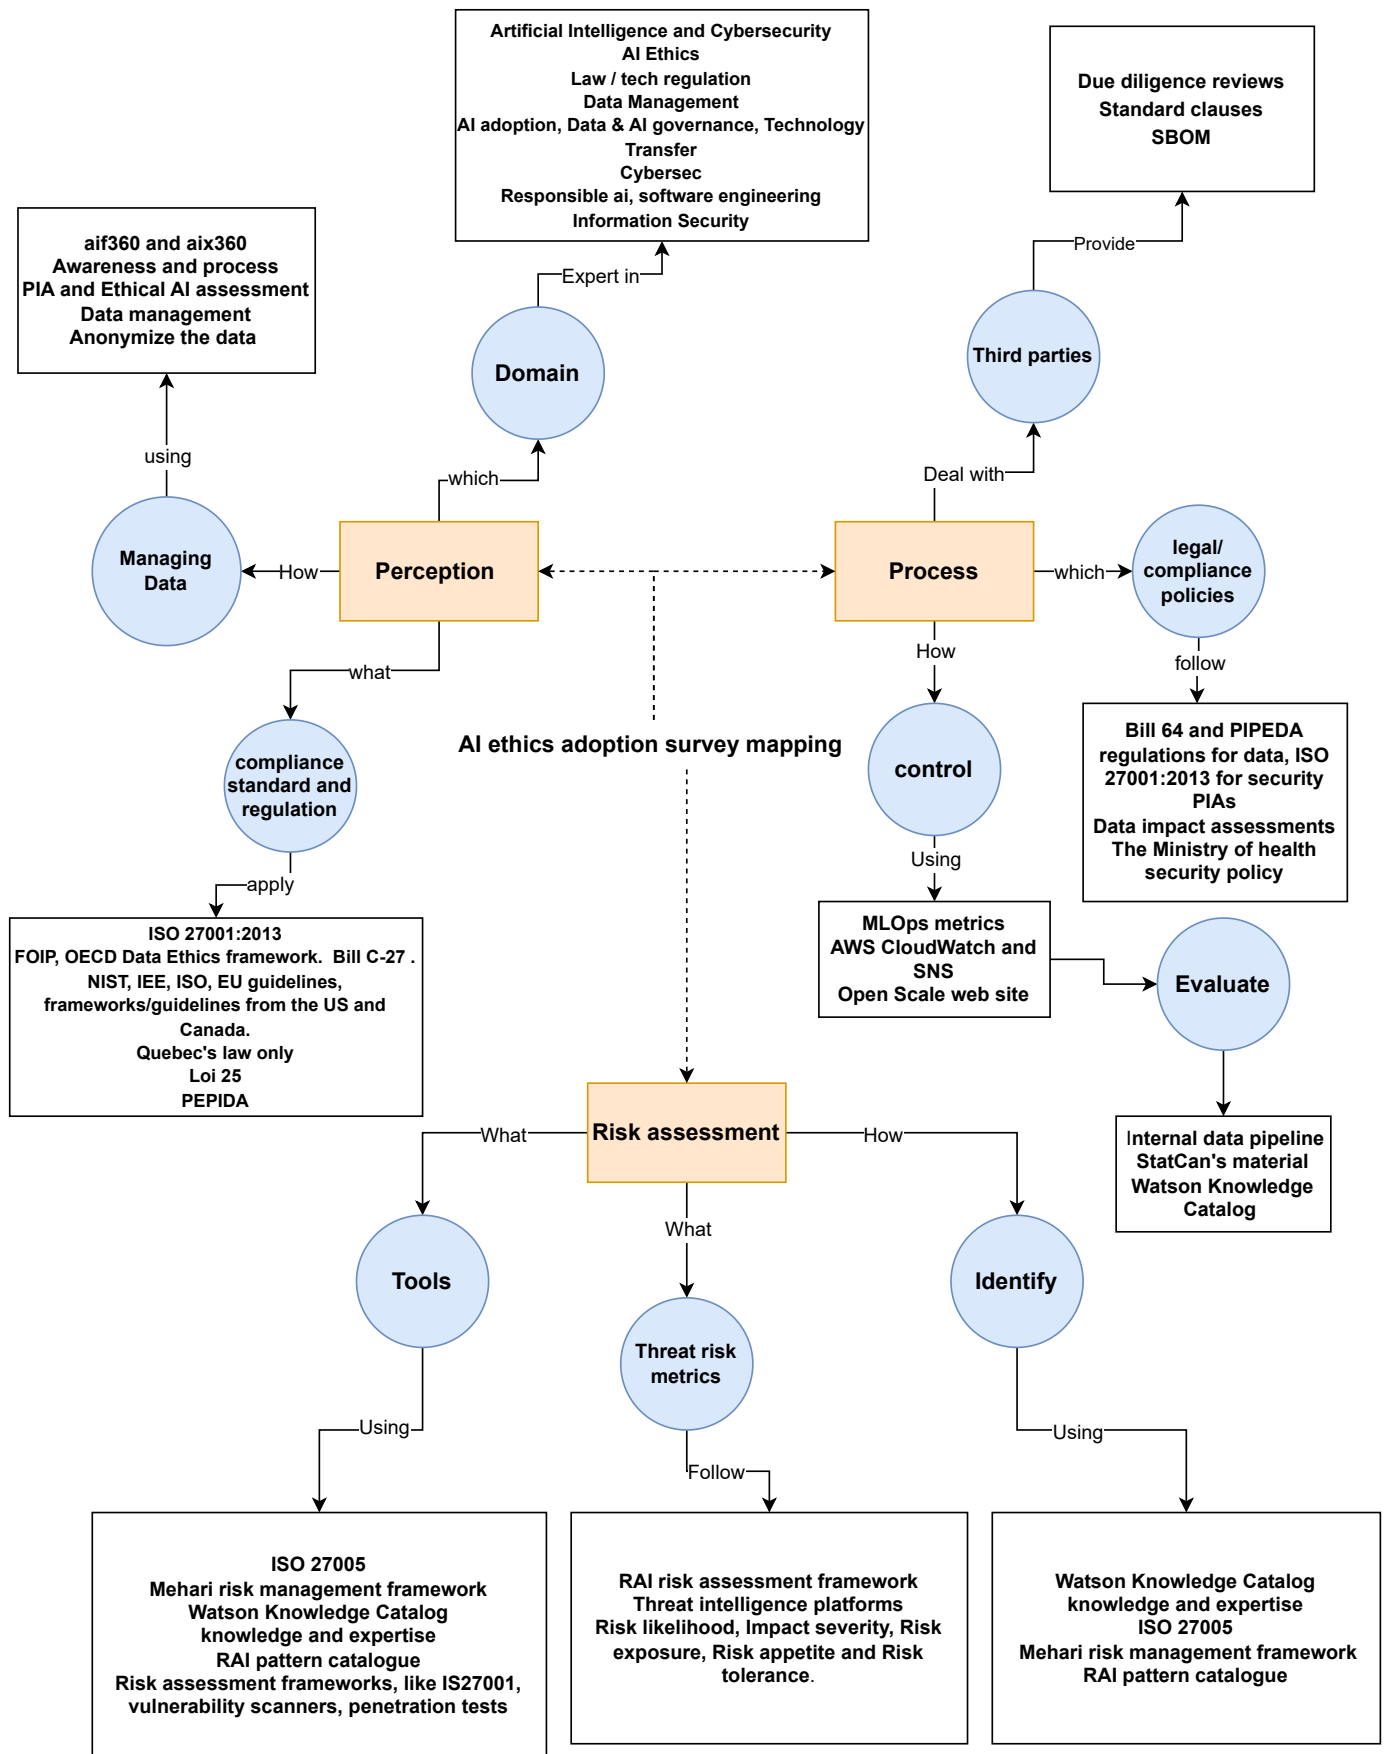 Artificial Intelligence and Cybersecurity
AI Ethics
Law / tech regulation
Data Management
AI adoption, Data & AI governance, Technology
Transfer
Cybersec
Responsible ai, software engineering
Information Security
Due diligence reviews
Standard clauses
SBOM
aif360 and aix360
Awareness and process
PIA and Ethical AI assessment
Data management
Anonymize the data
Expert in
Provide
Domain
Third parties
using
which
Deal with
Managing
Data
How
Perception
Process
which
legal/
compliance
policies
what
How
follow
compliance
standard and
regulation
AI ethics adoption survey mapping
control
Bill 64 and PIPEDA
regulations for data, ISO
27001:2013 for security
PIAs
Data impact assessments
The Ministry of health
security policy
apply
Using
ISO 27001:2013
FOIP, OECD Data Ethics framework.  Bill C-27 .
NIST, IEE, ISO, EU guidelines,
frameworks/guidelines from the US and
Canada.
Quebec's law only
Loi 25
PEPIDA
MLOps metrics
AWS CloudWatch and
SNS
Open Scale web site
Evaluate
Internal data pipeline
StatCan's material
Watson Knowledge
Catalog
What
Risk assessment
How
What
Tools
Threat risk
metrics
Identify
Using
Follow
Using
ISO 27005
Mehari risk management framework
Watson Knowledge Catalog
knowledge and expertise
RAI pattern catalogue
Risk assessment frameworks, like IS27001,
vulnerability scanners, penetration tests
RAI risk assessment framework
Threat intelligence platforms
Risk likelihood, Impact severity, Risk
exposure, Risk appetite and Risk
tolerance.
Watson Knowledge Catalog
knowledge and expertise
ISO 27005
Mehari risk management framework
RAI pattern catalogue